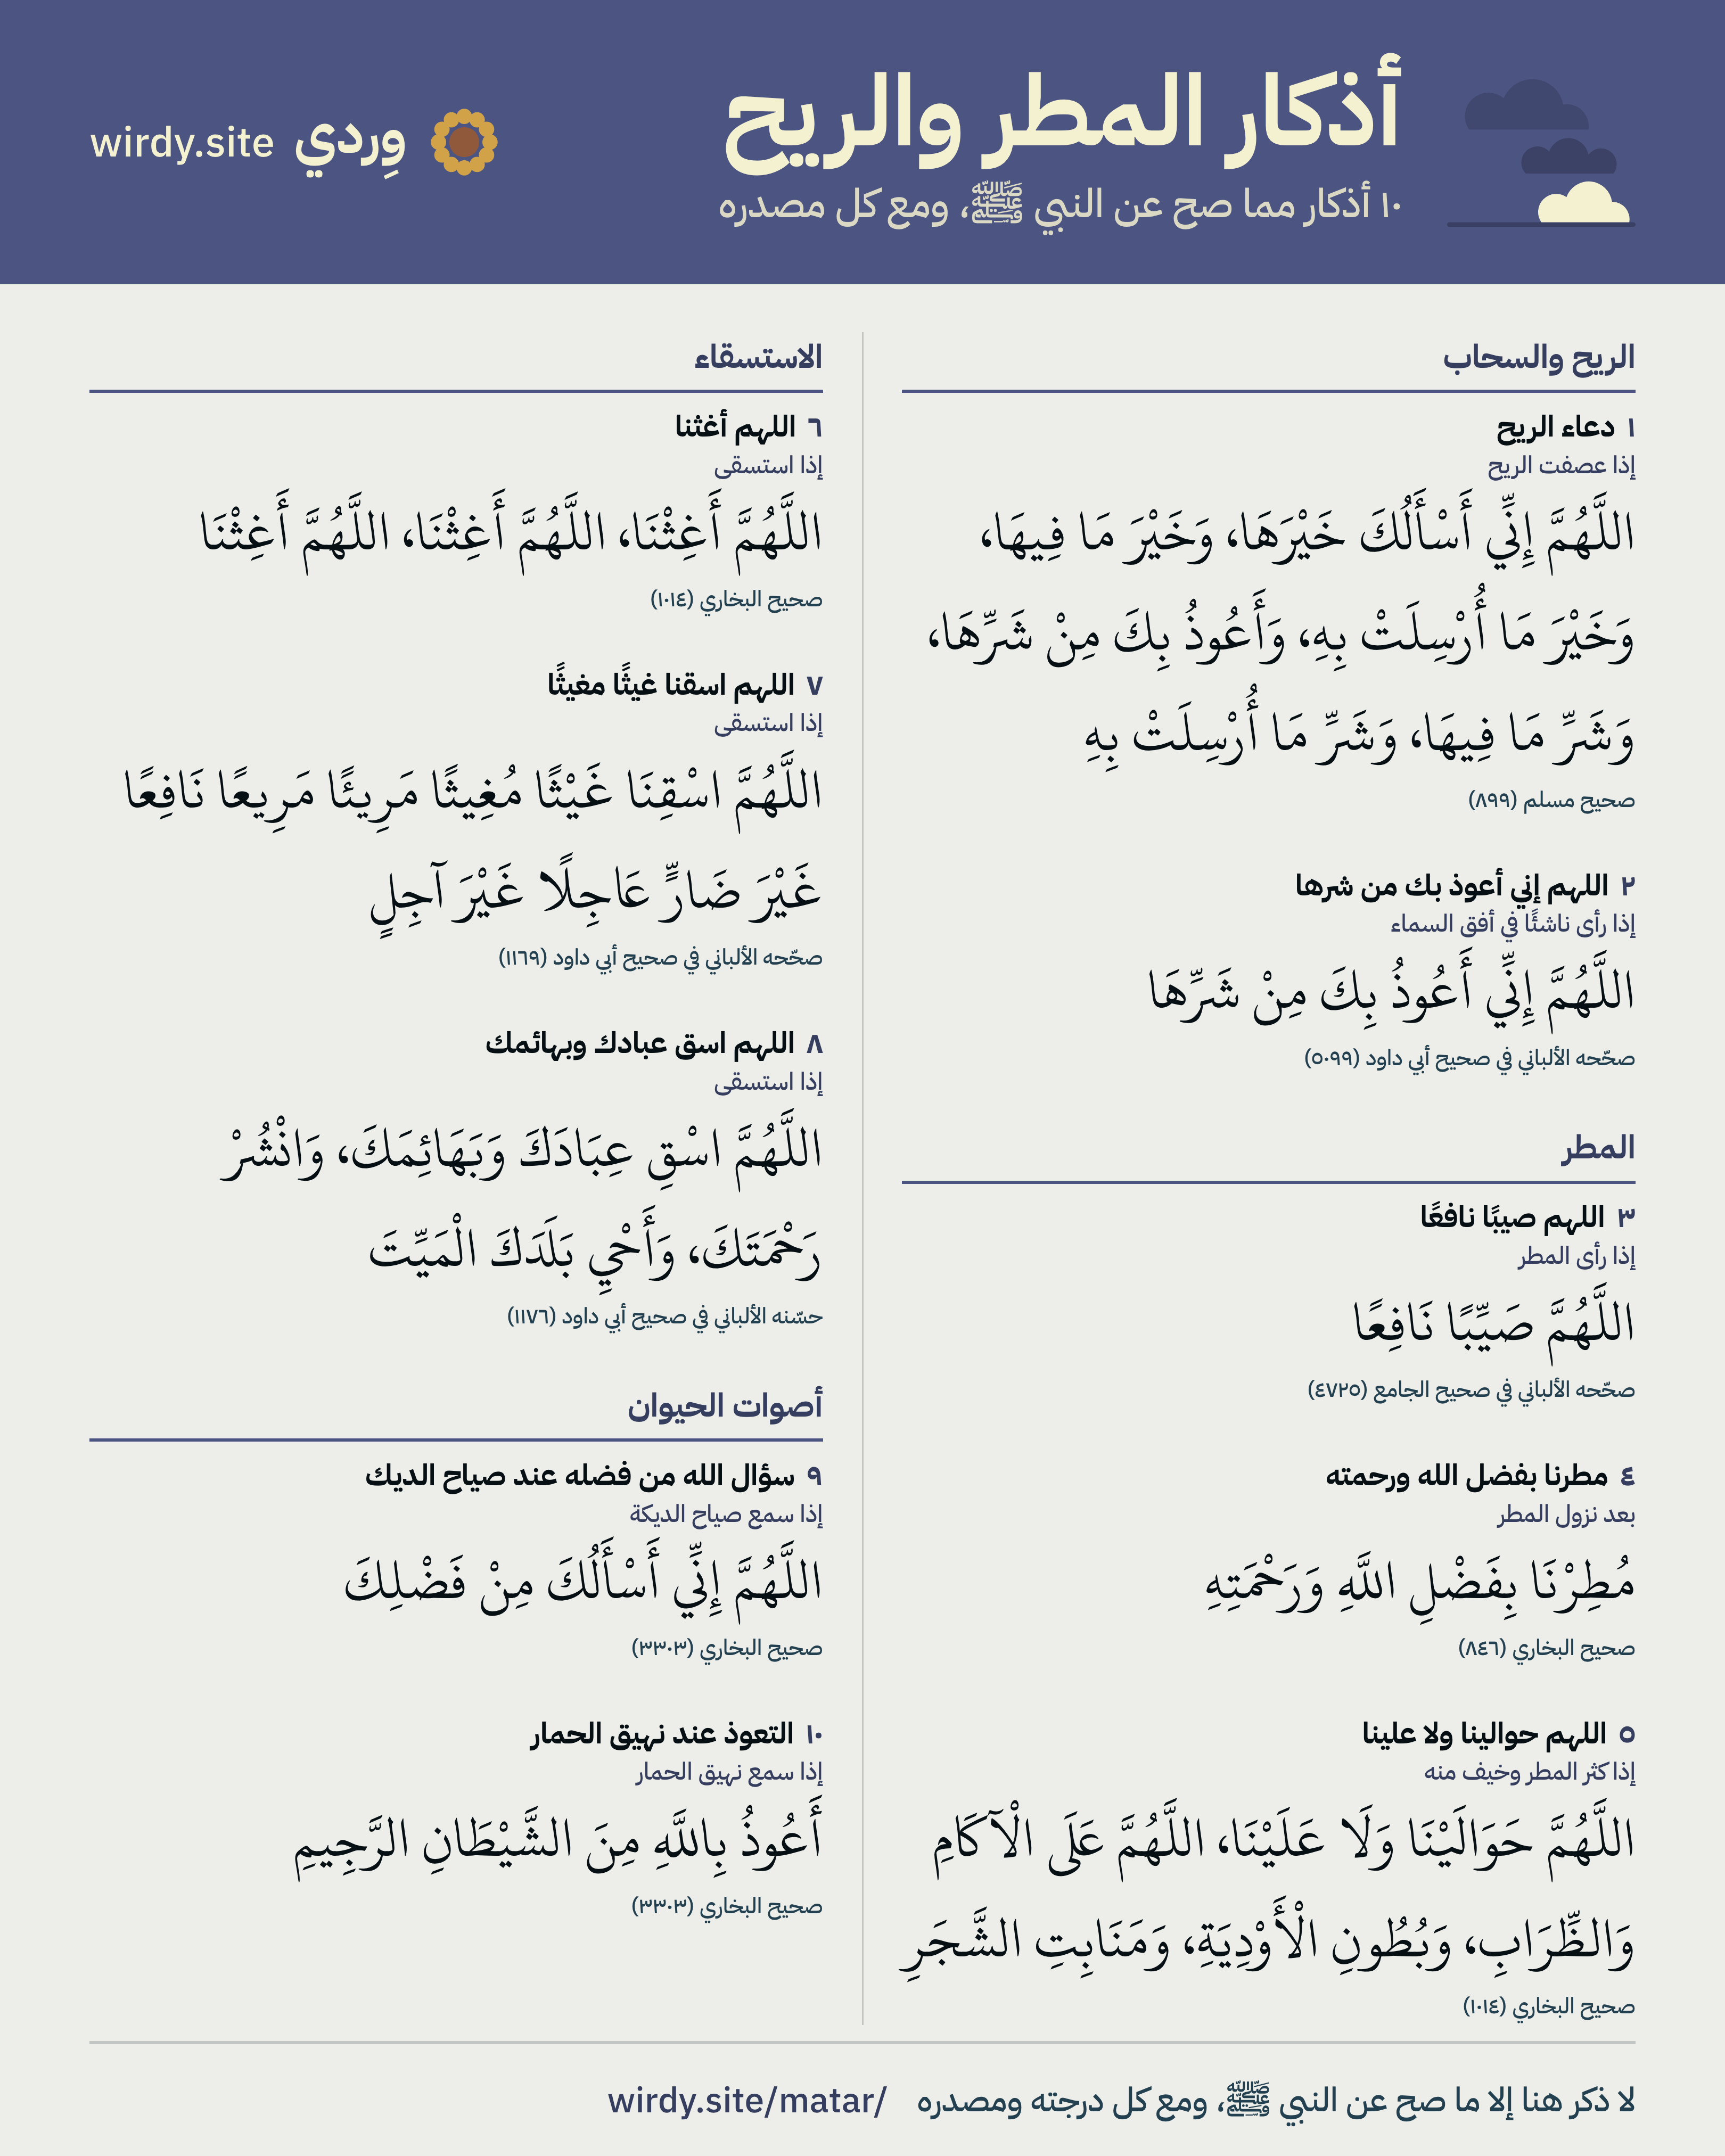 أذكار المطر والريح
١٠ أذكار مما صح عن النبي ﷺ، ومع كل مصدره
وِردي wirdy.site
الريح والسحاب
١ دعاء الريح
إذا عصفت الريح
اللَّهُمَّ إِنِّي أَسْأَلُكَ خَيْرَهَا، وَخَيْرَ مَا فِيهَا،
وَخَيْرَ مَا أُرْسِلَتْ بِهِ، وَأَعُوذُ بِكَ مِنْ شَرِّهَا،
وَشَرِّ مَا فِيهَا، وَشَرِّ مَا أُرْسِلَتْ بِهِ
صحيح مسلم (٨٩٩)
٢ اللهم إني أعوذ بك من شرها
إذا رأى ناشئًا في أفق السماء
اللَّهُمَّ إِنِّي أَعُوذُ بِكَ مِنْ شَرِّهَا
صحّحه الألباني في صحيح أبي داود (٥٠٩٩)
المطر
٣ اللهم صيبًا نافعًا
إذا رأى المطر
اللَّهُمَّ صَيِّبًا نَافِعًا
صحّحه الألباني في صحيح الجامع (٤٧٢٥)
٤ مطرنا بفضل الله ورحمته
بعد نزول المطر
مُطِرْنَا بِفَضْلِ اللَّهِ وَرَحْمَتِهِ
صحيح البخاري (٨٤٦)
٥ اللهم حوالينا ولا علينا
إذا كثر المطر وخيف منه
اللَّهُمَّ حَوَالَيْنَا وَلَا عَلَيْنَا، اللَّهُمَّ عَلَى الْآكَامِ
وَالظِّرَابِ، وَبُطُونِ الْأَوْدِيَةِ، وَمَنَابِتِ الشَّجَرِ
صحيح البخاري (١٠١٤)
الاستسقاء
٦ اللهم أغثنا
إذا استسقى
اللَّهُمَّ أَغِثْنَا، اللَّهُمَّ أَغِثْنَا، اللَّهُمَّ أَغِثْنَا
صحيح البخاري (١٠١٤)
٧ اللهم اسقنا غيثًا مغيثًا
إذا استسقى
اللَّهُمَّ اسْقِنَا غَيْثًا مُغِيثًا مَرِيئًا مَرِيعًا نَافِعًا
غَيْرَ ضَارٍّ عَاجِلًا غَيْرَ آجِلٍ
صحّحه الألباني في صحيح أبي داود (١١٦٩)
٨ اللهم اسق عبادك وبهائمك
إذا استسقى
اللَّهُمَّ اسْقِ عِبَادَكَ وَبَهَائِمَكَ، وَانْشُرْ
رَحْمَتَكَ، وَأَحْيِ بَلَدَكَ الْمَيِّتَ
حسّنه الألباني في صحيح أبي داود (١١٧٦)
أصوات الحيوان
٩ سؤال الله من فضله عند صياح الديك
إذا سمع صياح الديكة
اللَّهُمَّ إِنِّي أَسْأَلُكَ مِنْ فَضْلِكَ
صحيح البخاري (٣٣٠٣)
١٠ التعوذ عند نهيق الحمار
إذا سمع نهيق الحمار
أَعُوذُ بِاللَّهِ مِنَ الشَّيْطَانِ الرَّجِيمِ
صحيح البخاري (٣٣٠٣)
لا ذكر هنا إلا ما صح عن النبي ﷺ، ومع كل درجته ومصدره wirdy.site/matar/